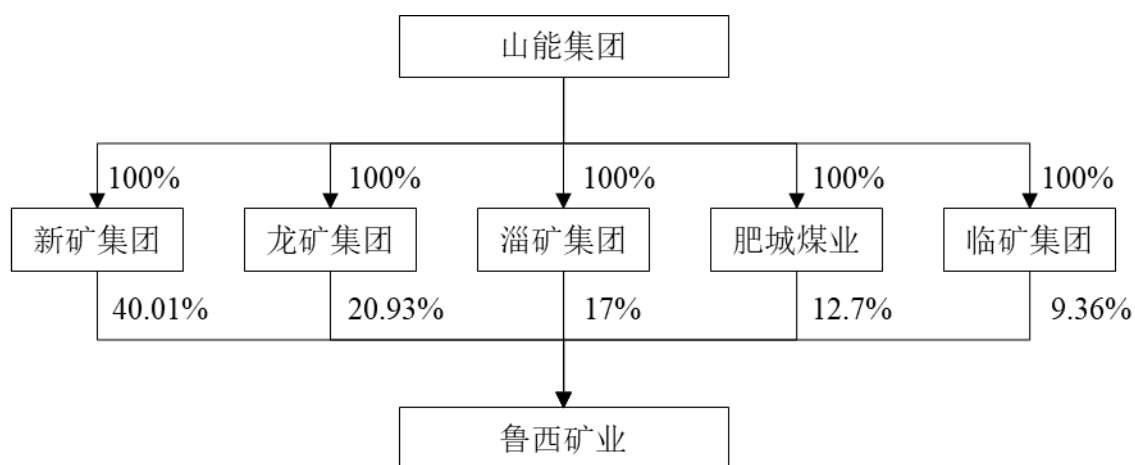 山能集团
100% 100% 100% 100% 100%
新矿集团 龙矿集团 淄矿集团 肥城煤业 临矿集团
40.01% 20.93% 17% 12.7% 9.36%
鲁西矿业